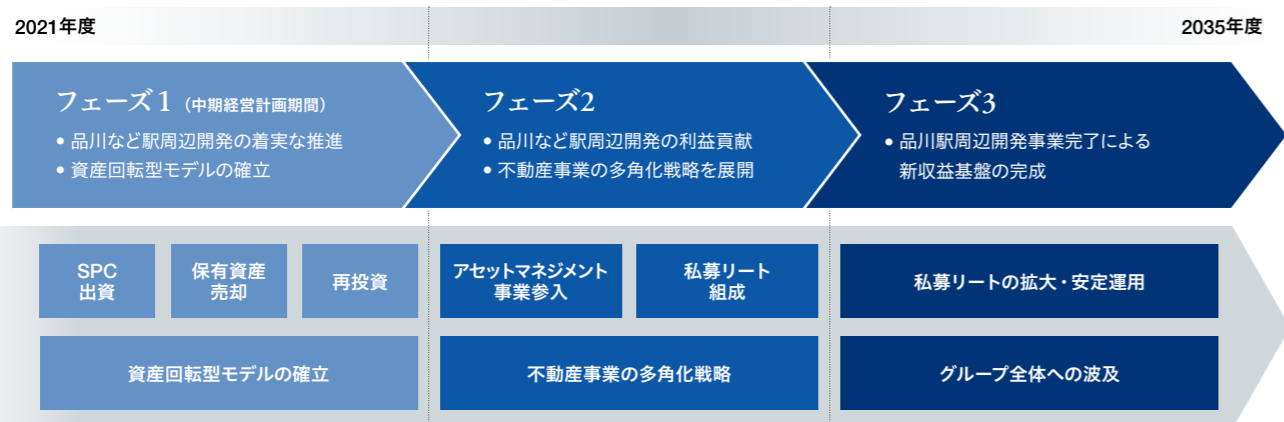 2021年度
2035年度
フェーズ1（中期経営計画期間）
• 品川など駅周辺開発の着実な推進
• 資産回転型モデルの確立
フェーズ2
• 品川など駅周辺開発の利益貢献
• 不動産事業の多角化戦略を展開
フェーズ3
• 品川駅周辺開発事業完了による
新収益基盤の完成
SPC
出資
保有資産
売却
再投資
アセットマネジメント
事業参入
私募リート
組成
私募リートの拡大・安定運用
資産回転型モデルの確立
不動産事業の多角化戦略
グループ全体への波及